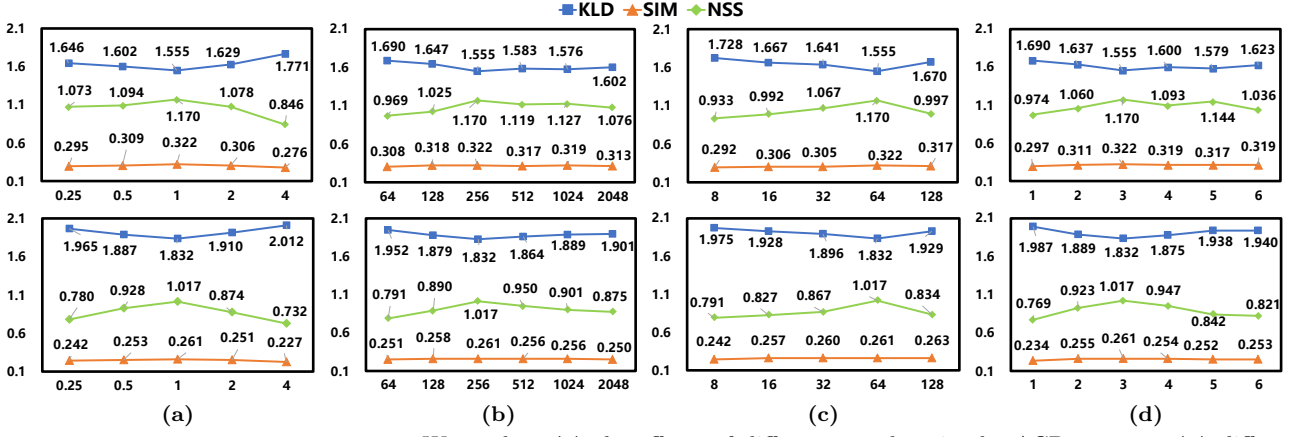 KLD SIM NSS
2.1 1.6 1.1 0.6 0.1
1.646 1.602 1.555 1.629 1.771
1.073 1.094 1.170 1.078 0.846
0.295 0.309 0.322 0.306 0.276
0.25 0.5 1 2 4
2.1 1.6 1.1 0.6 0.1
1.690 1.647 1.555 1.583 1.576 1.602
0.969 1.025 1.170 1.119 1.127 1.076
0.308 0.318 0.322 0.317 0.319 0.313
64 128 256 512 1024 2048
2.1 1.6 1.1 0.6 0.1
1.728 1.667 1.641 1.555 1.670
0.933 0.992 1.067 1.170 0.997
0.292 0.306 0.305 0.322 0.317
8 16 32 64 128
2.1 1.6 1.1 0.6 0.1
1.690 1.637 1.555 1.600 1.579 1.623
0.974 1.060 1.170 1.093 1.144 1.036
0.297 0.311 0.322 0.319 0.317 0.319
1 2 3 4 5 6
2.1 1.6 1.1 0.6 0.1
1.965 1.887 1.832 1.910 2.012
0.780 0.928 1.017 0.874 0.732
0.242 0.253 0.261 0.251 0.227
0.25 0.5 1 2 4
(a)
2.1 1.6 1.1 0.6 0.1
1.952 1.879 1.832 1.864 1.889 1.901
0.791 0.890 1.017 0.950 0.901 0.875
0.251 0.258 0.261 0.256 0.256 0.250
64 128 256 512 1024 2048
(b)
2.1 1.6 1.1 0.6 0.1
1.975 1.928 1.896 1.832 1.929
0.791 0.827 0.867 1.017 0.834
0.242 0.257 0.260 0.261 0.263
8 16 32 64 128
(c)
2.1 1.6 1.1 0.6 0.1
1.987 1.889 1.832 1.875 1.938 1.940
0.769 0.923 1.017 0.947 0.842 0.821
0.234 0.255 0.261 0.254 0.252 0.253
1 2 3 4 5 6
(d)